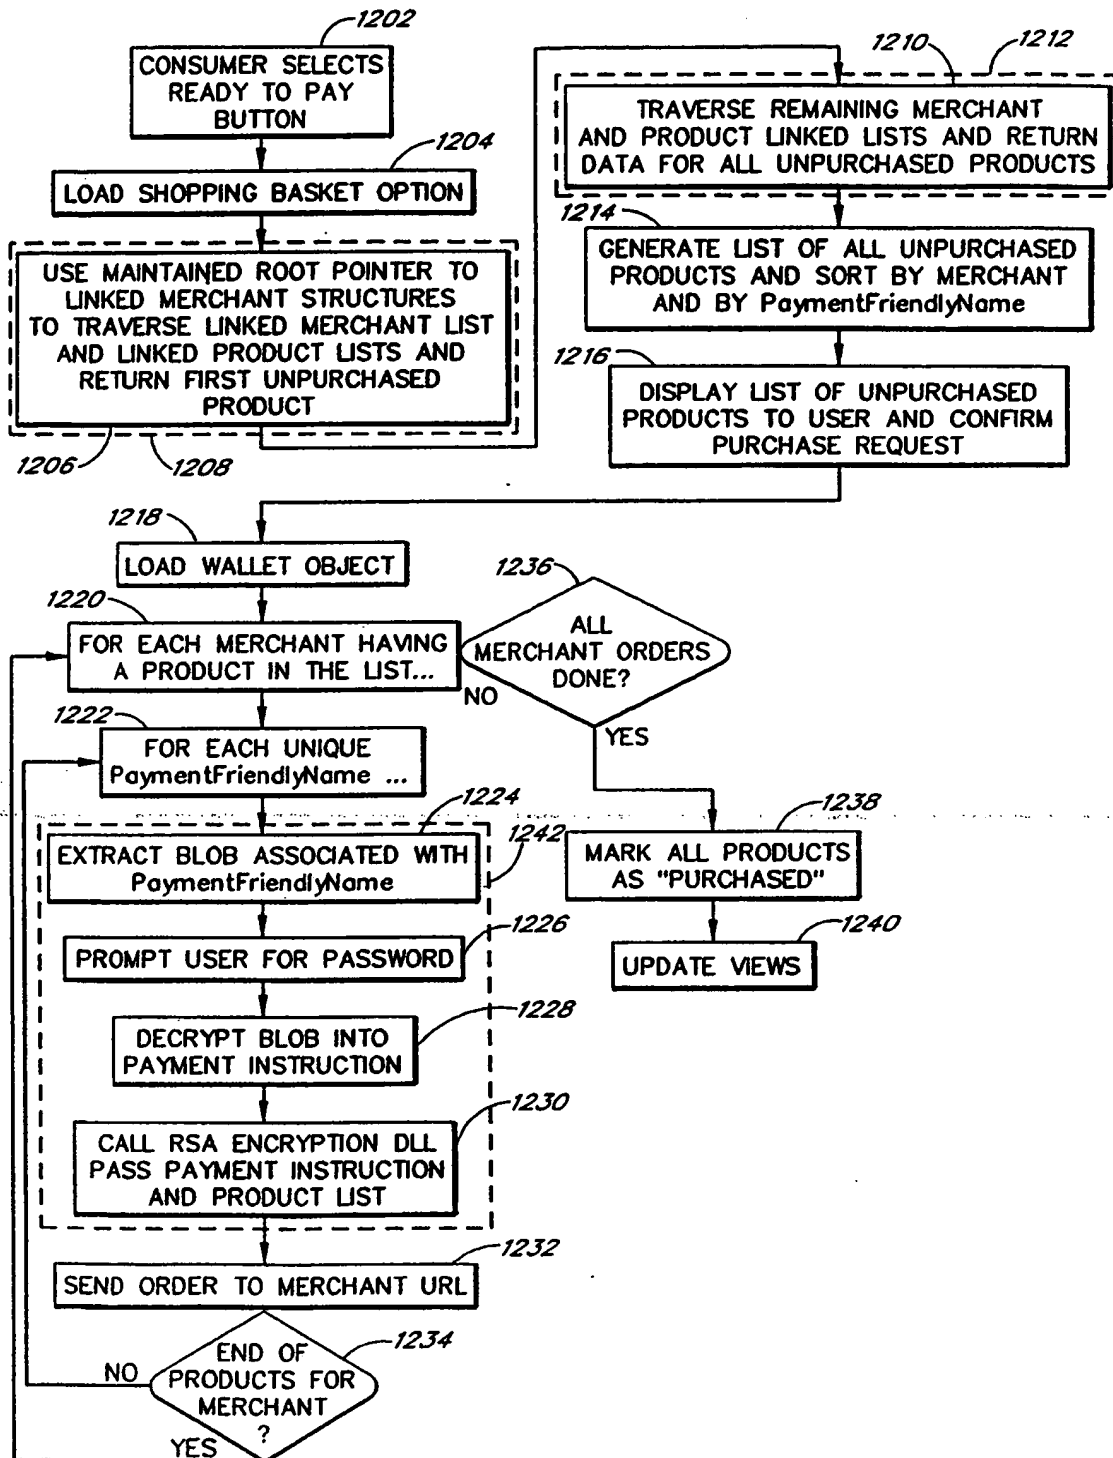 1202
CONSUMER SELECTS
READY TO PAY
BUTTON
1204
LOAD SHOPPING BASKET OPTION
USE MAINTAINED ROOT POINTER TO
LINKED MERCHANT STRUCTURES
TO TRAVERSE LINKED MERCHANT LIST
AND LINKED PRODUCT LISTS AND
RETURN FIRST UNPURCHASED
PRODUCT
1206
1208
1210
1212
TRAVERSE REMAINING MERCHANT
AND PRODUCT LINKED LISTS AND RETURN
DATA FOR ALL UNPURCHASED PRODUCTS
1214
GENERATE LIST OF ALL UNPURCHASED
PRODUCTS AND SORT BY MERCHANT
AND BY PaymentFriendlyName
1216
DISPLAY LIST OF UNPURCHASED
PRODUCTS TO USER AND CONFIRM
PURCHASE REQUEST
1218
LOAD WALLET OBJECT
1220
FOR EACH MERCHANT HAVING
A PRODUCT IN THE LIST...
1222
FOR EACH UNIQUE
PaymentFriendlyName ...
1224
1242
EXTRACT BLOB ASSOCIATED WITH
PaymentFriendlyName
1226
PROMPT USER FOR PASSWORD
1228
DECRYPT BLOB INTO
PAYMENT INSTRUCTION
1230
CALL RSA ENCRYPTION DLL
PASS PAYMENT INSTRUCTION
AND PRODUCT LIST
1232
SEND ORDER TO MERCHANT URL
1234
END OF
PRODUCTS FOR
MERCHANT
?
NO
YES
1236
ALL
MERCHANT ORDERS
DONE?
NO
YES
1238
MARK ALL PRODUCTS
AS "PURCHASED"
1240
UPDATE VIEWS